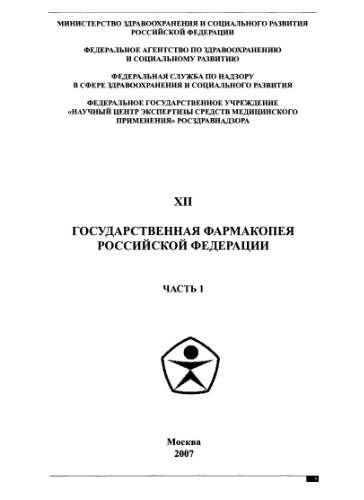 МИНИСТЕРСТВО ЗДРАВООХРАНЕНИЯ И СОЦИАЛЬНОГО РАЗВИТИЯ
РОССИЙСКОЙ ФЕДЕРАЦИИ
ФЕДЕРАЛЬНОЕ АГЕНТСТВО ПО ЗДРАВООХРАНЕНИЮ
И СОЦИАЛЬНОМУ РАЗВИТИЮ
ФЕДЕРАЛЬНАЯ СЛУЖБА ПО НАДЗОРУ
В СФЕРЕ ЗДРАВООХРАНЕНИЯ И СОЦИАЛЬНОГО РАЗВИТИЯ
ФЕДЕРАЛЬНОЕ ГОСУДАРСТВЕННОЕ УЧРЕЖДЕНИЕ
«НАУЧНЫЙ ЦЕНТР ЭКСПЕРТИЗЫ СРЕДСТВ МЕДИЦИНСКОГО
ПРИМЕНЕНИЯ» РОСЗДРАВНАДЗОРА
XII
ГОСУДАРСТВЕННАЯ ФАРМАКОПЕЯ
РОССИЙСКОЙ ФЕДЕРАЦИИ
ЧАСТЬ 1
Москва
2007